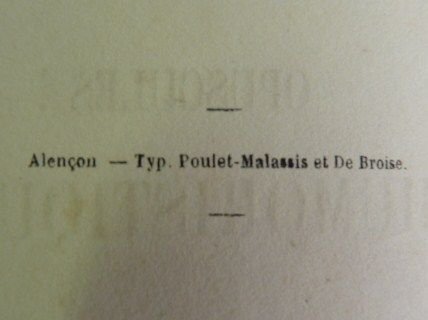 Alençon — Typ. Poulet-Malassis et De Broise.